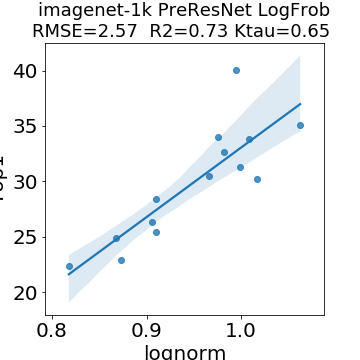 imagenet-1k PreResNet LogFrob
RMSE=2.57 R2=0.73 Ktau=0.65
40
35
30
25
20
0.8 0.9 1.0
lognorm